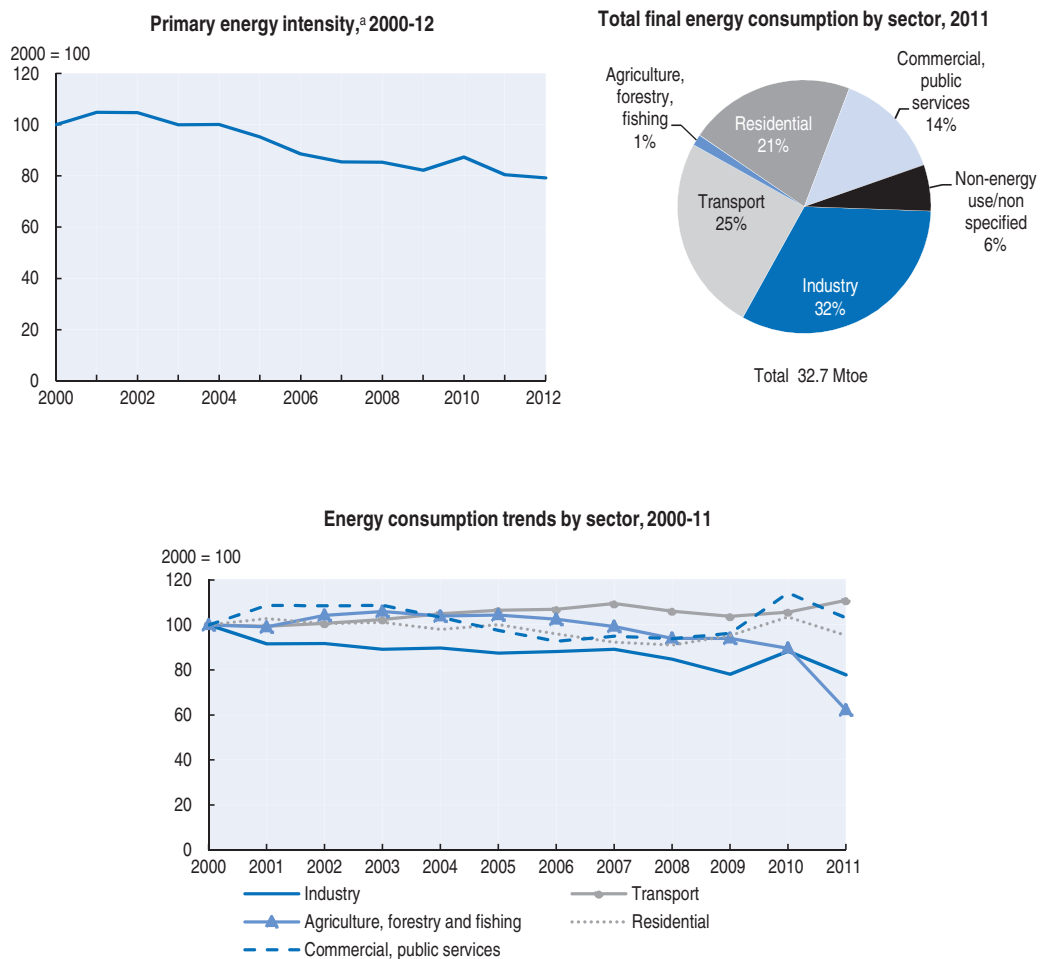 Primary energy intensity,ª 2000-12
2000 = 100
120
100
80
60
40
20
0
2000
2002
2004
2006
2008
2010
2012
Total final energy consumption by sector, 2011
Agriculture,
forestry,
fishing
1%
Residential
21%
Commercial,
public
services
14%
Non-energy
use/non
specified
6%
Transport
25%
Industry
32%
Total 32.7 Mtoe
Energy consumption trends by sector, 2000-11
2000 = 100
120
100
80
60
40
20
0
2000
2001
2002
2003
2004
2005
2006
2007
2008
2009
2010
2011
Industry
Transport
Agriculture, forestry and fishing
Residential
Commercial, public services